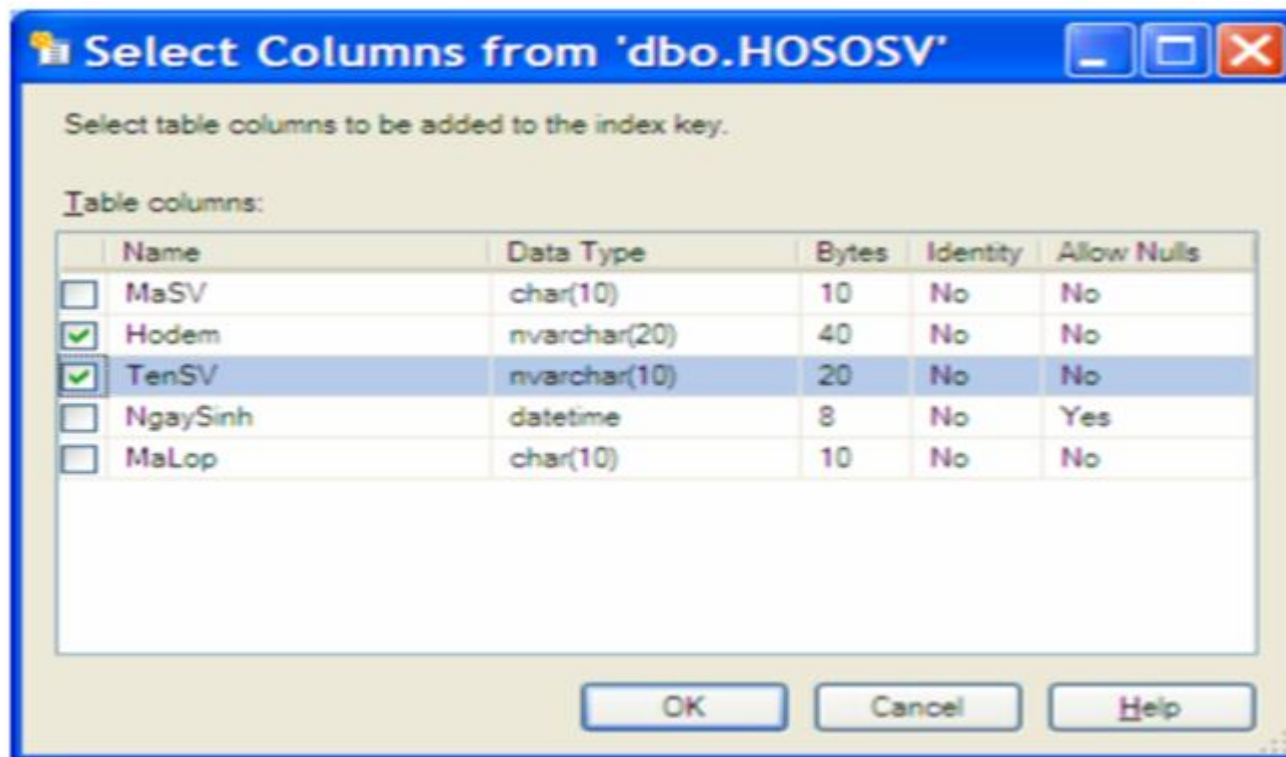 Select Columns from 'dbo.HOSOSV'
Select table columns to be added to the index key.
Table columns:
Name Data Type Bytes Identity Allow Nulls
MaSV char(10) 10 No No
Hodem nvarchar(20) 40 No No
TenSV nvarchar(10) 20 No No
NgaySinh datetime 8 No Yes
MaLop char(10) 10 No No
OK Cancel Help